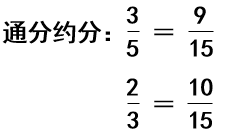 通分约分：3/5 = 9/15
2/3 = 10/15